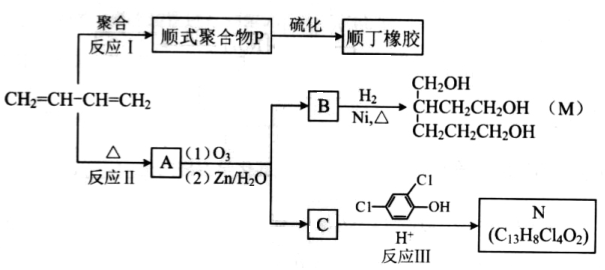 聚合
反应Ⅰ
顺式聚合物P
硫化
顺丁橡胶
CH₂=CH-CH=CH₂
△
反应Ⅱ
A
(1)O₃
(2)Zn/H₂O
B
H₂
Ni,△
CH₂OH
CHCH₂CH₂OH (M)
CH₂CH₂CH₂OH
C
Cl
Cl
OH
H⁺
反应Ⅲ
N
(C₁₃H₈Cl₄O₂)